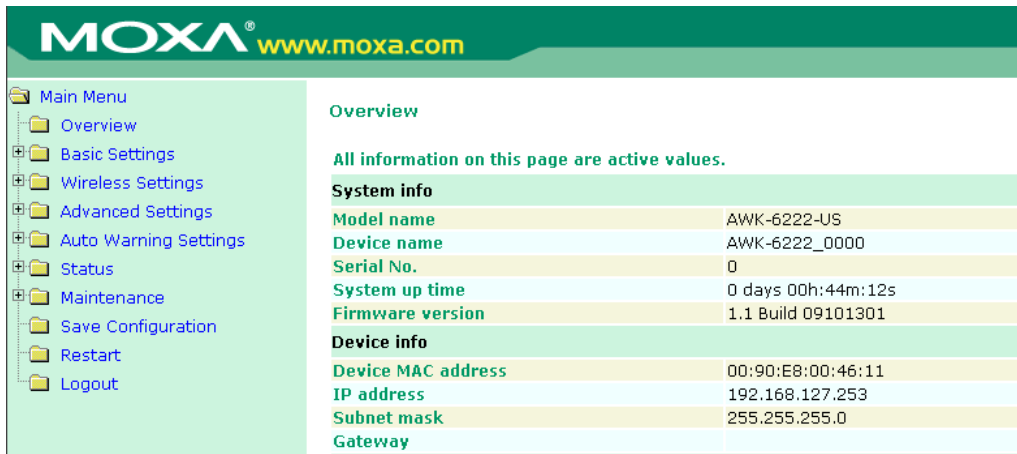 MOXA® www.moxa.com
Main Menu
Overview
Basic Settings
Wireless Settings
Advanced Settings
Auto Warning Settings
Status
Maintenance
Save Configuration
Restart
Logout
Overview
All information on this page are active values.
System info
Model name AWK-6222-US
Device name AWK-6222_0000
Serial No. 0
System up time 0 days 00h:44m:12s
Firmware version 1.1 Build 09101301
Device info
Device MAC address 00:90:E8:00:46:11
IP address 192.168.127.253
Subnet mask 255.255.255.0
Gateway